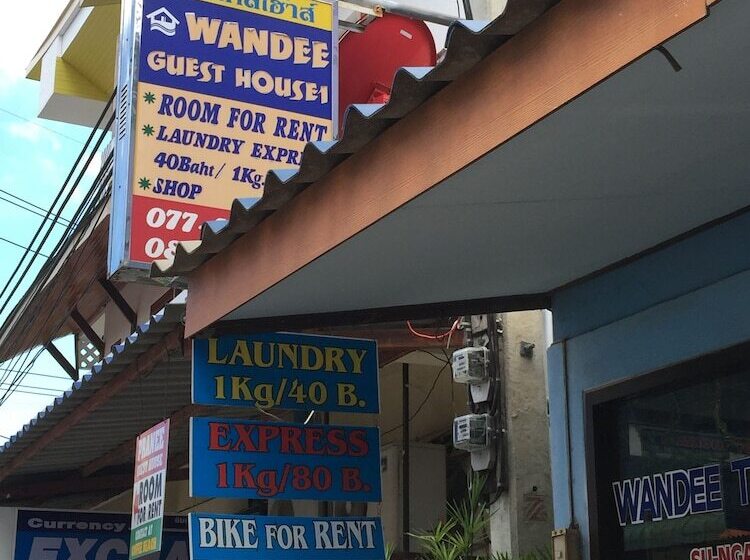 WANDEE
GUEST HOUSE1
* ROOM FOR RENT
* LAUNDRY
40Baht/ 1Kg.
* SHOP
077
LAUNDRY
1Kg/40 B.
EXPRESS
1Kg/80 B.
BIKE FOR RENT
ROOM
FOR RENT
Currency
WANDEE